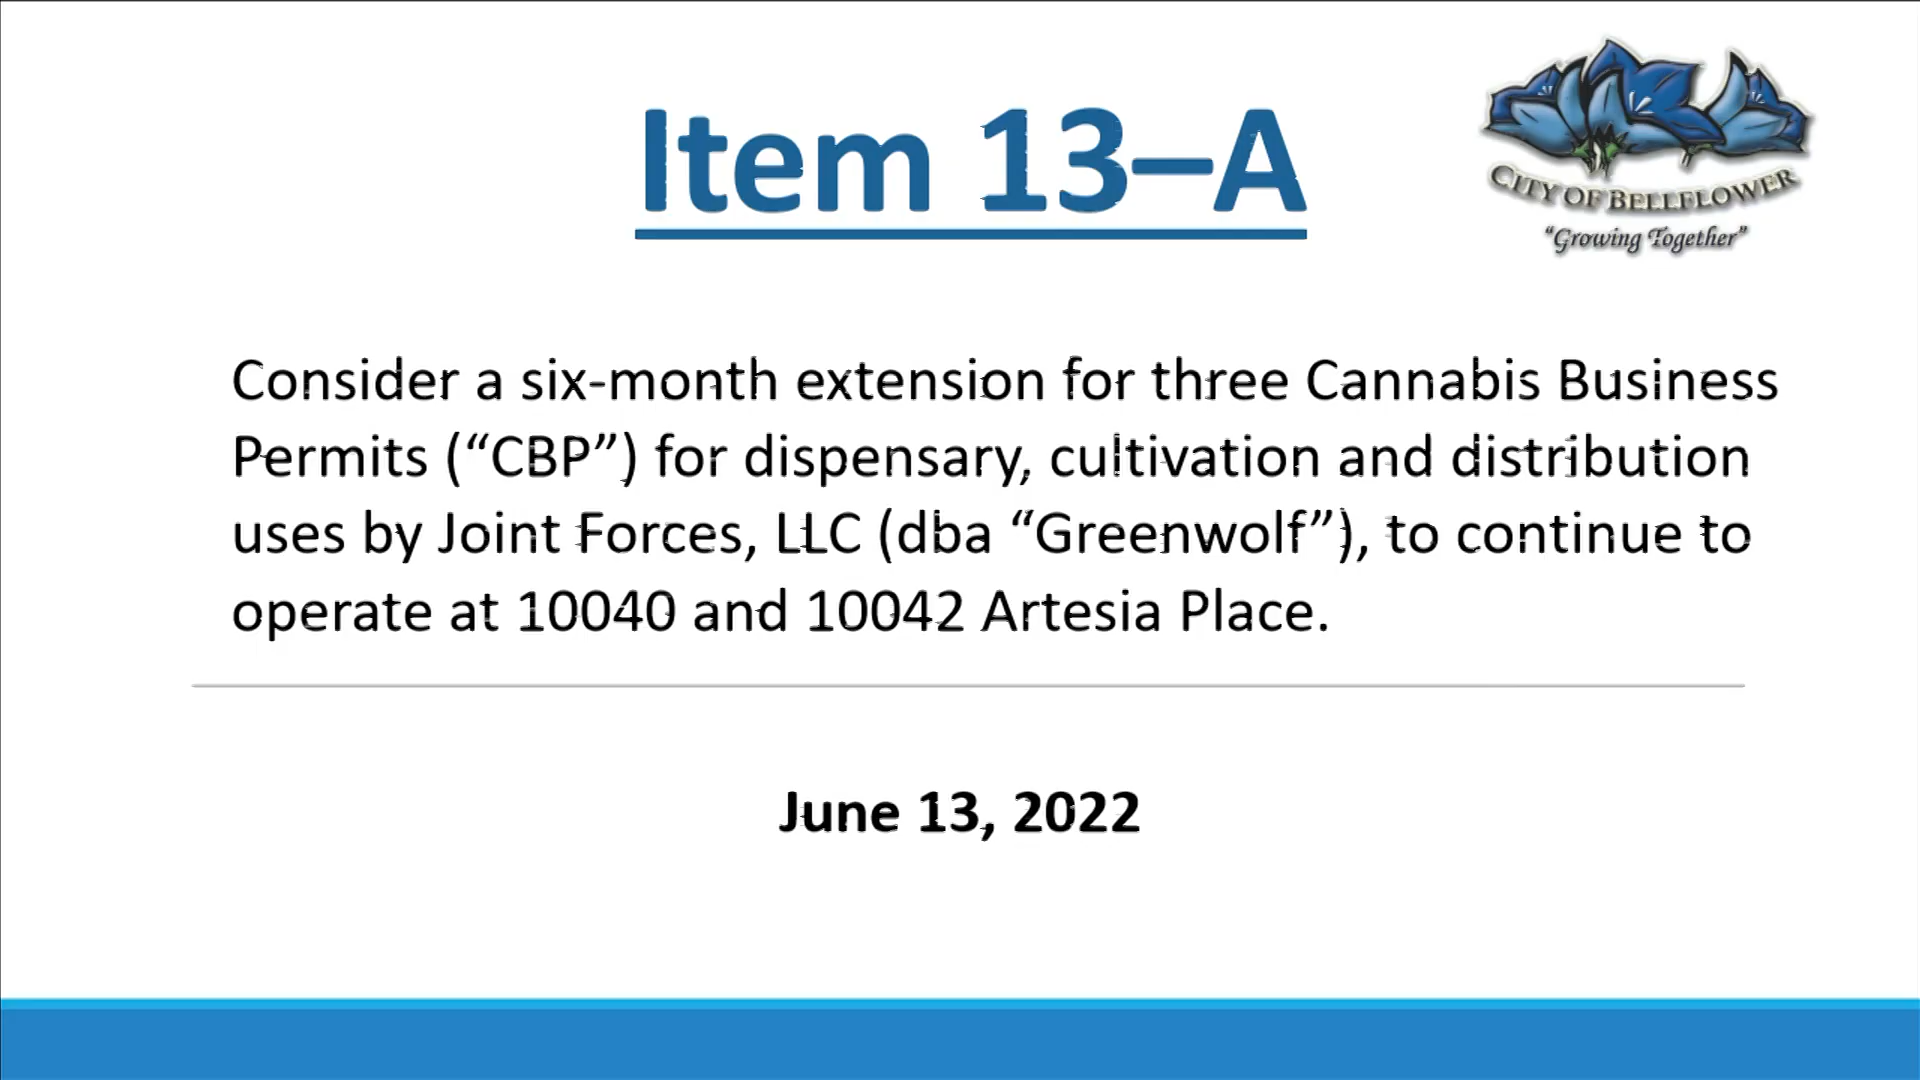 Item 13–A
CITY OF BELLFLOWER
“Growing Together”
Consider a six-month extension for three Cannabis Business
Permits (“CBP”) for dispensary, cultivation and distribution
uses by Joint Forces, LLC (dba “Greenwolf”), to continue to
operate at 10040 and 10042 Artesia Place.
June 13, 2022